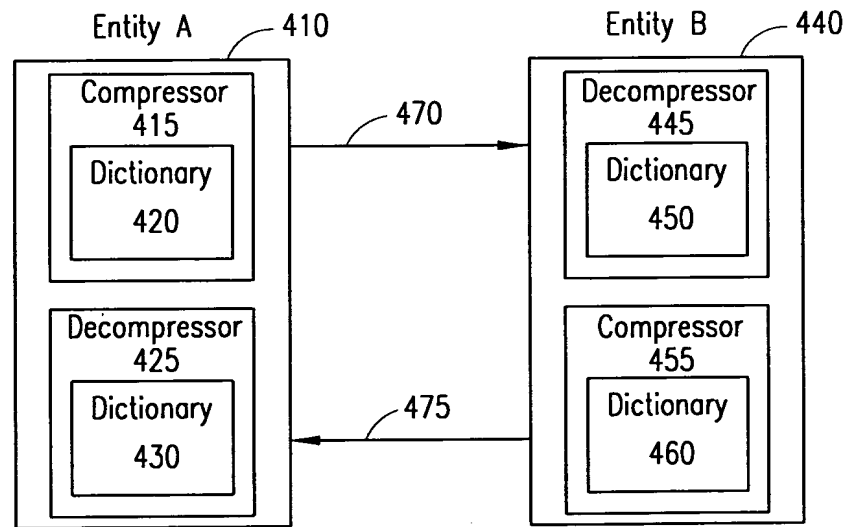 Entity A
410
Compressor
415
Dictionary
420
Decompressor
425
Dictionary
430
470
475
Entity B
440
Decompressor
445
Dictionary
450
Compressor
455
Dictionary
460